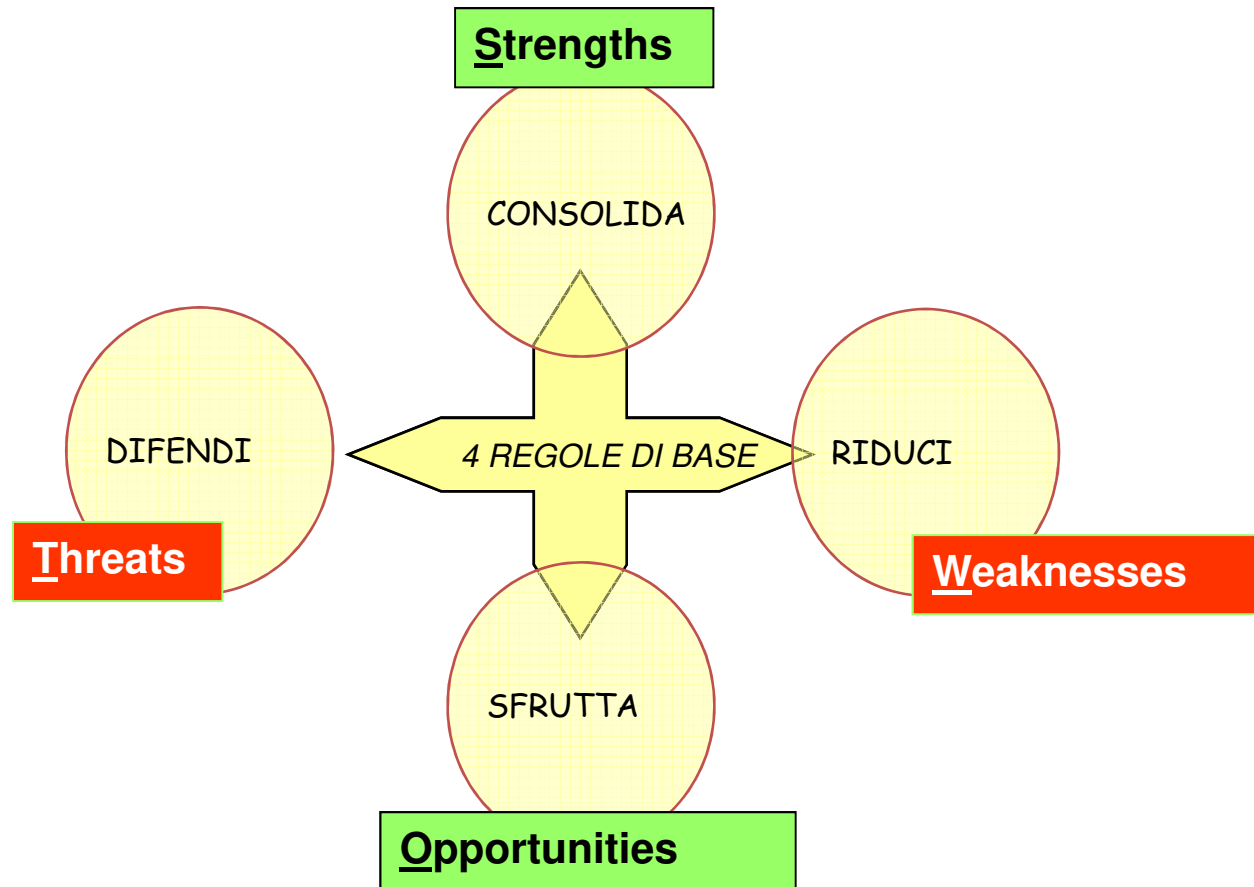 Strengths
CONSOLIDA
DIFENDI
4 REGOLE DI BASE
RIDUCI
Threats
Weaknesses
SFRUTTA
Opportunities